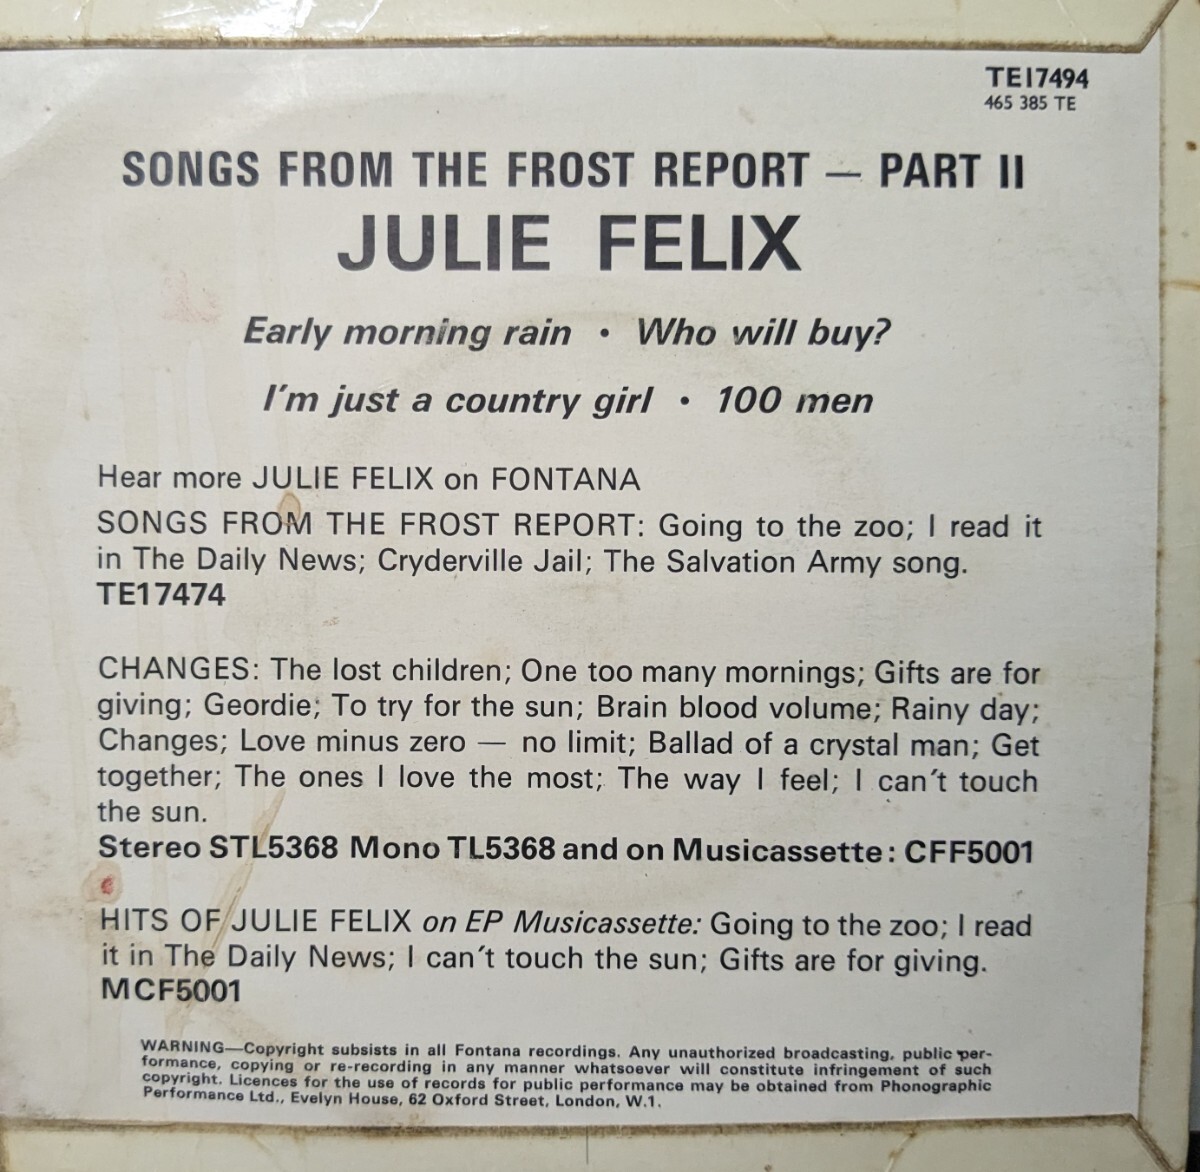 TE17494
465 385 TE
SONGS FROM THE FROST REPORT — PART II
JULIE FELIX
Early morning rain • Who will buy?
I'm just a country girl • 100 men
Hear more JULIE FELIX on FONTANA
SONGS FROM THE FROST REPORT: Going to the zoo; I read it
in The Daily News; Cryderville Jail; The Salvation Army song.
TE17474
CHANGES: The lost children; One too many mornings; Gifts are for
giving; Geordie; To try for the sun; Brain blood volume; Rainy day;
Changes; Love minus zero — no limit; Ballad of a crystal man; Get
together; The ones I love the most; The way I feel; I can't touch
the sun.
Stereo STL5368 Mono TL5368 and on Musicassette: CFF5001
HITS OF JULIE FELIX on EP Musicassette: Going to the zoo; I read
it in The Daily News; I can't touch the sun; Gifts are for giving.
MCF5001
WARNING—Copyright subsists in all Fontana recordings. Any unauthorized broadcasting, public per-
formance, copying or re-recording in any manner whatsoever will constitute infringement of such
copyright. Licences for the use of records for public performance may be obtained from Phonographic
Performance Ltd., Evelyn House, 62 Oxford Street, London, W.1.